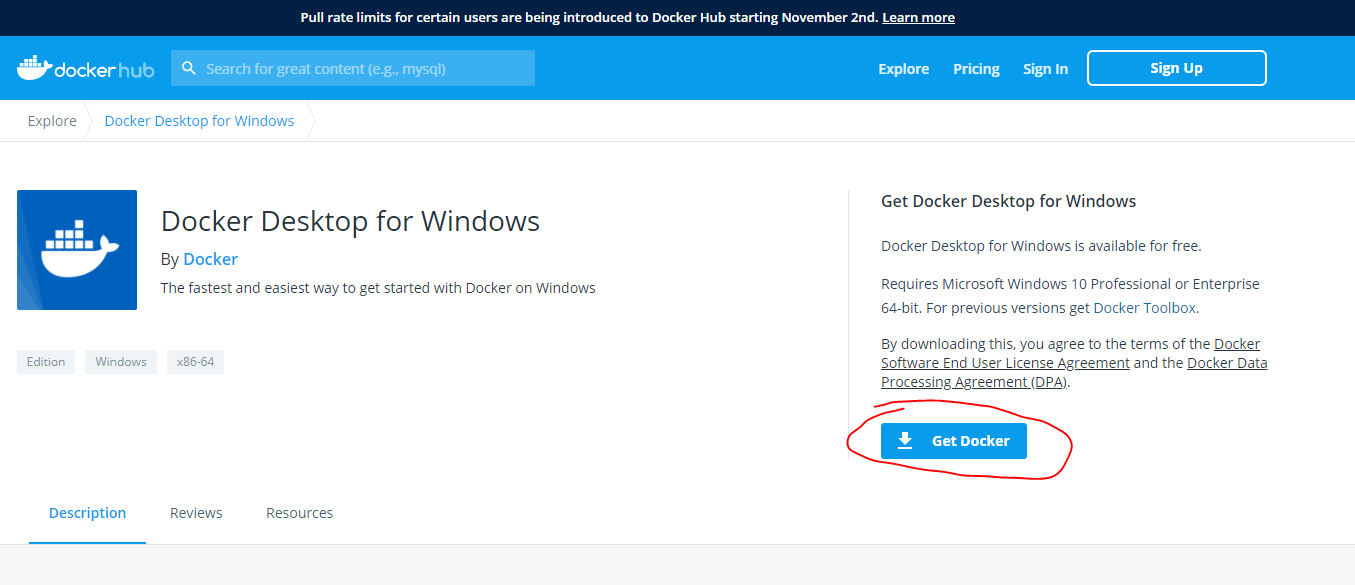 Pull rate limits for certain users are being introduced to Docker Hub starting November 2nd. Learn more
docker hub
Search for great content (e.g., mysql)
Explore
Pricing
Sign In
Sign Up
Explore
Docker Desktop for Windows
Docker Desktop for Windows
By Docker
The fastest and easiest way to get started with Docker on Windows
Edition
Windows
x86-64
Get Docker Desktop for Windows
Docker Desktop for Windows is available for free.
Requires Microsoft Windows 10 Professional or Enterprise
64-bit. For previous versions get Docker Toolbox.
By downloading this, you agree to the terms of the Docker
Software End User License Agreement and the Docker Data
Processing Agreement (DPA).
Get Docker
Description
Reviews
Resources